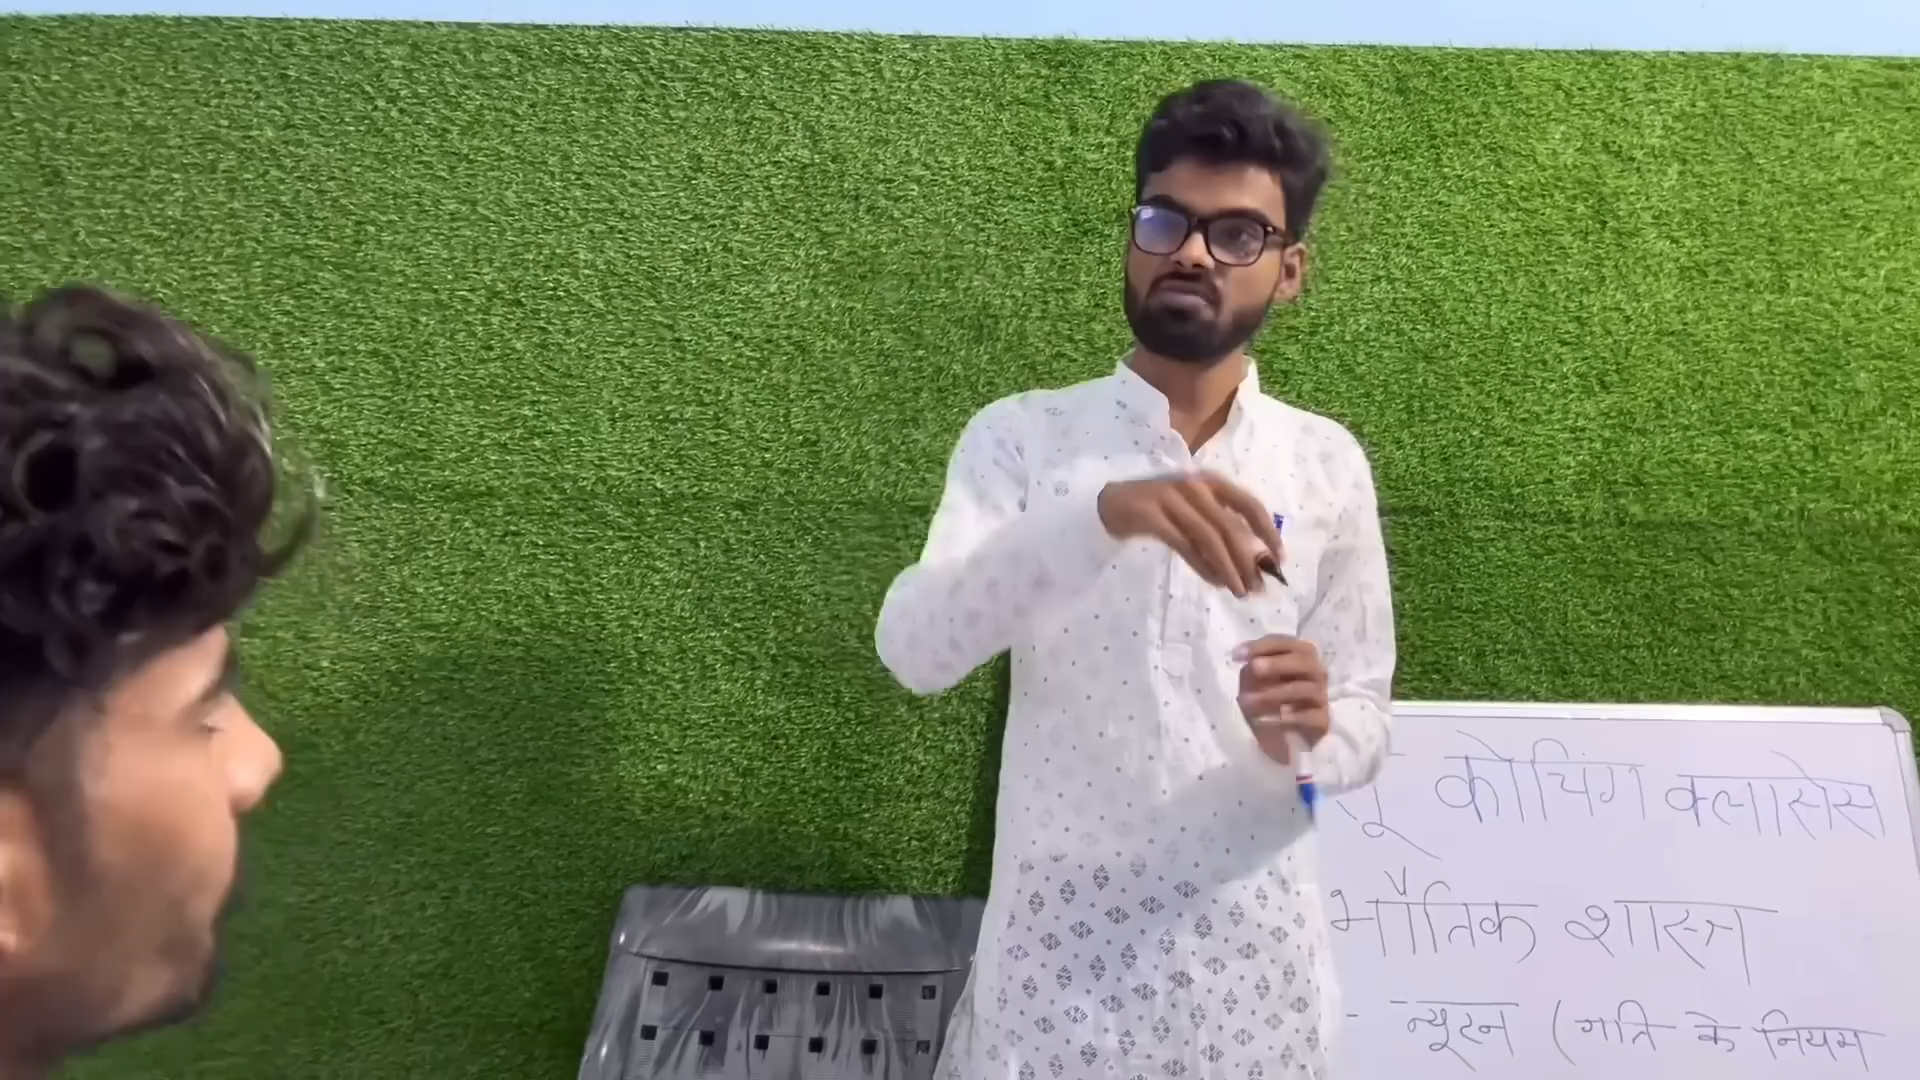 कोचिंग क्लासेस
भौतिक शास्त्र
- न्यूटन (गति के नियम